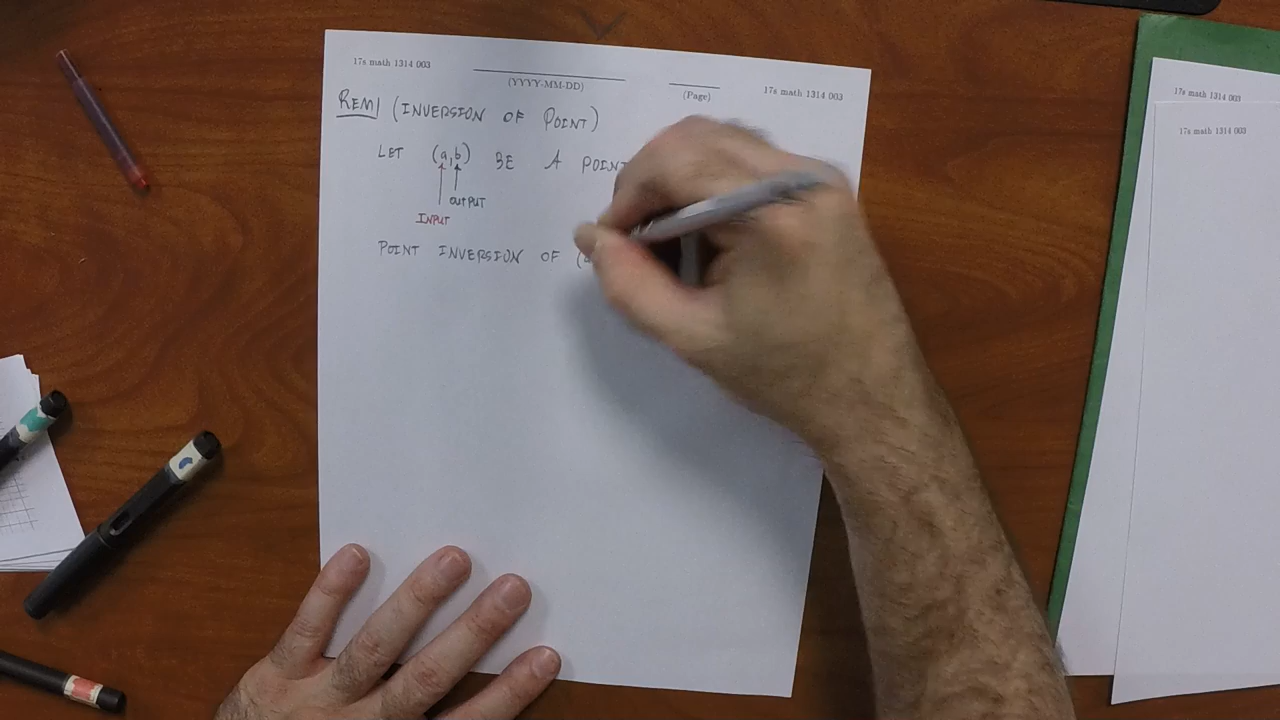 17s math 1314 003
(YYYY-MM-DD)
(Page)
17s math 1314 003
REM (INVERSION OF POINT)
LET (a,b) BE A POINT
OUTPUT
INPUT
POINT INVERSION OF (a
17s math 1314 003
17s math 1314 003